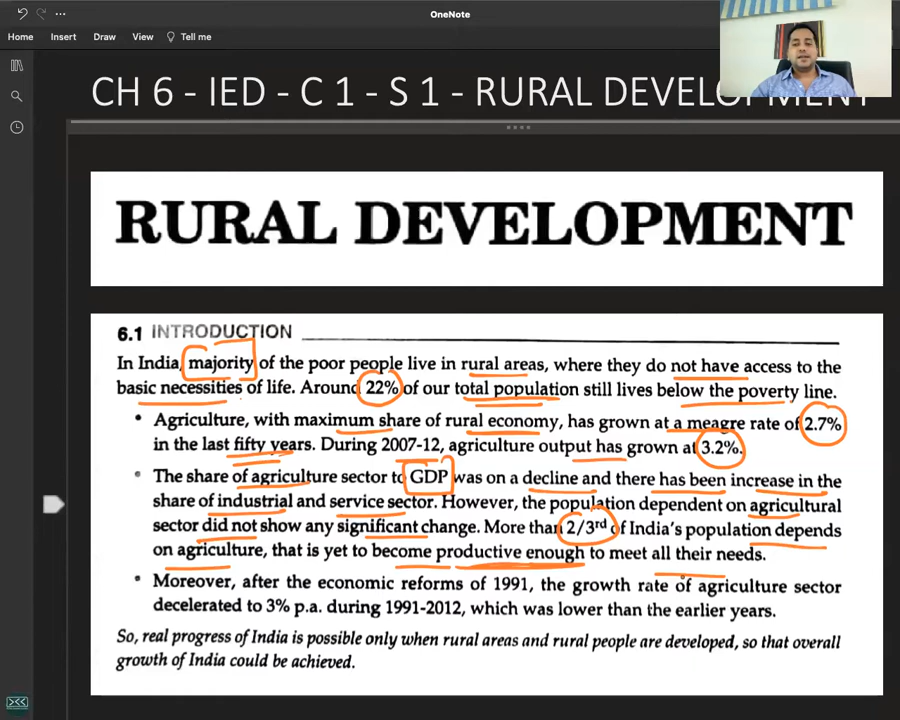 OneNote
Home Insert Draw View Tell me
CH 6 - IED - C 1 - S 1 - RURAL DEVELOPMENT
RURAL DEVELOPMENT
6.1 INTRODUCTION
In India, majority of the poor people live in rural areas, where they do not have access to the
basic necessities of life. Around 22% of our total population still lives below the poverty line.
• Agriculture, with maximum share of rural economy, has grown at a meagre rate of 2.7%
in the last fifty years. During 2007-12, agriculture output has grown at 3.2%.
• The share of agriculture sector to GDP was on a decline and there has been increase in the
share of industrial and service sector. However, the population dependent on agricultural
sector did not show any significant change. More than 2/3rd of India's population depends
on agriculture, that is yet to become productive enough to meet all their needs.
• Moreover, after the economic reforms of 1991, the growth rate of agriculture sector
decelerated to 3% p.a. during 1991-2012, which was lower than the earlier years.
So, real progress of India is possible only when rural areas and rural people are developed, so that overall
growth of India could be achieved.